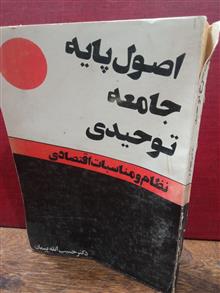 اصول پایه
جامعه
توحیدی
نظام و مناسبات اقتصادی
دکتر حبیب الله پیمان